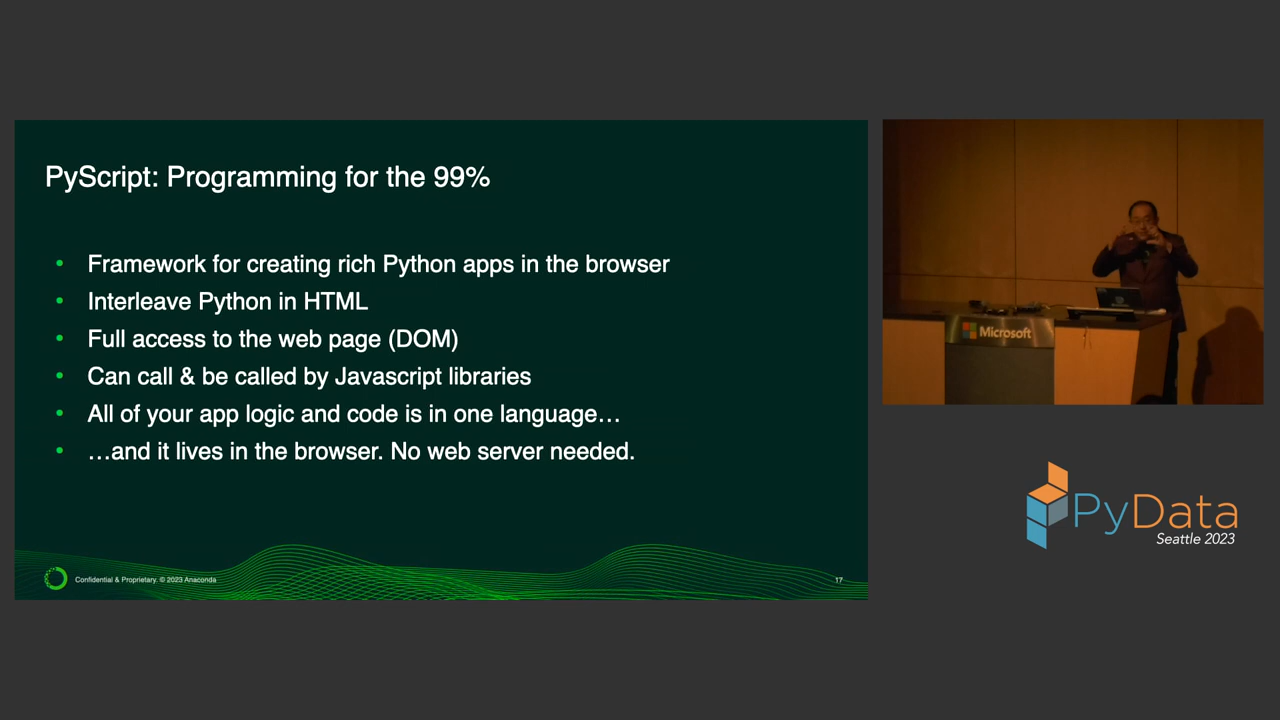 PyScript: Programming for the 99%
• Framework for creating rich Python apps in the browser
• Interleave Python in HTML
• Full access to the web page (DOM)
• Can call & be called by Javascript libraries
• All of your app logic and code is in one language…
• …and it lives in the browser. No web server needed.
Confidential & Proprietary. © 2023 Anaconda
17
Microsoft
PyData
Seattle 2023